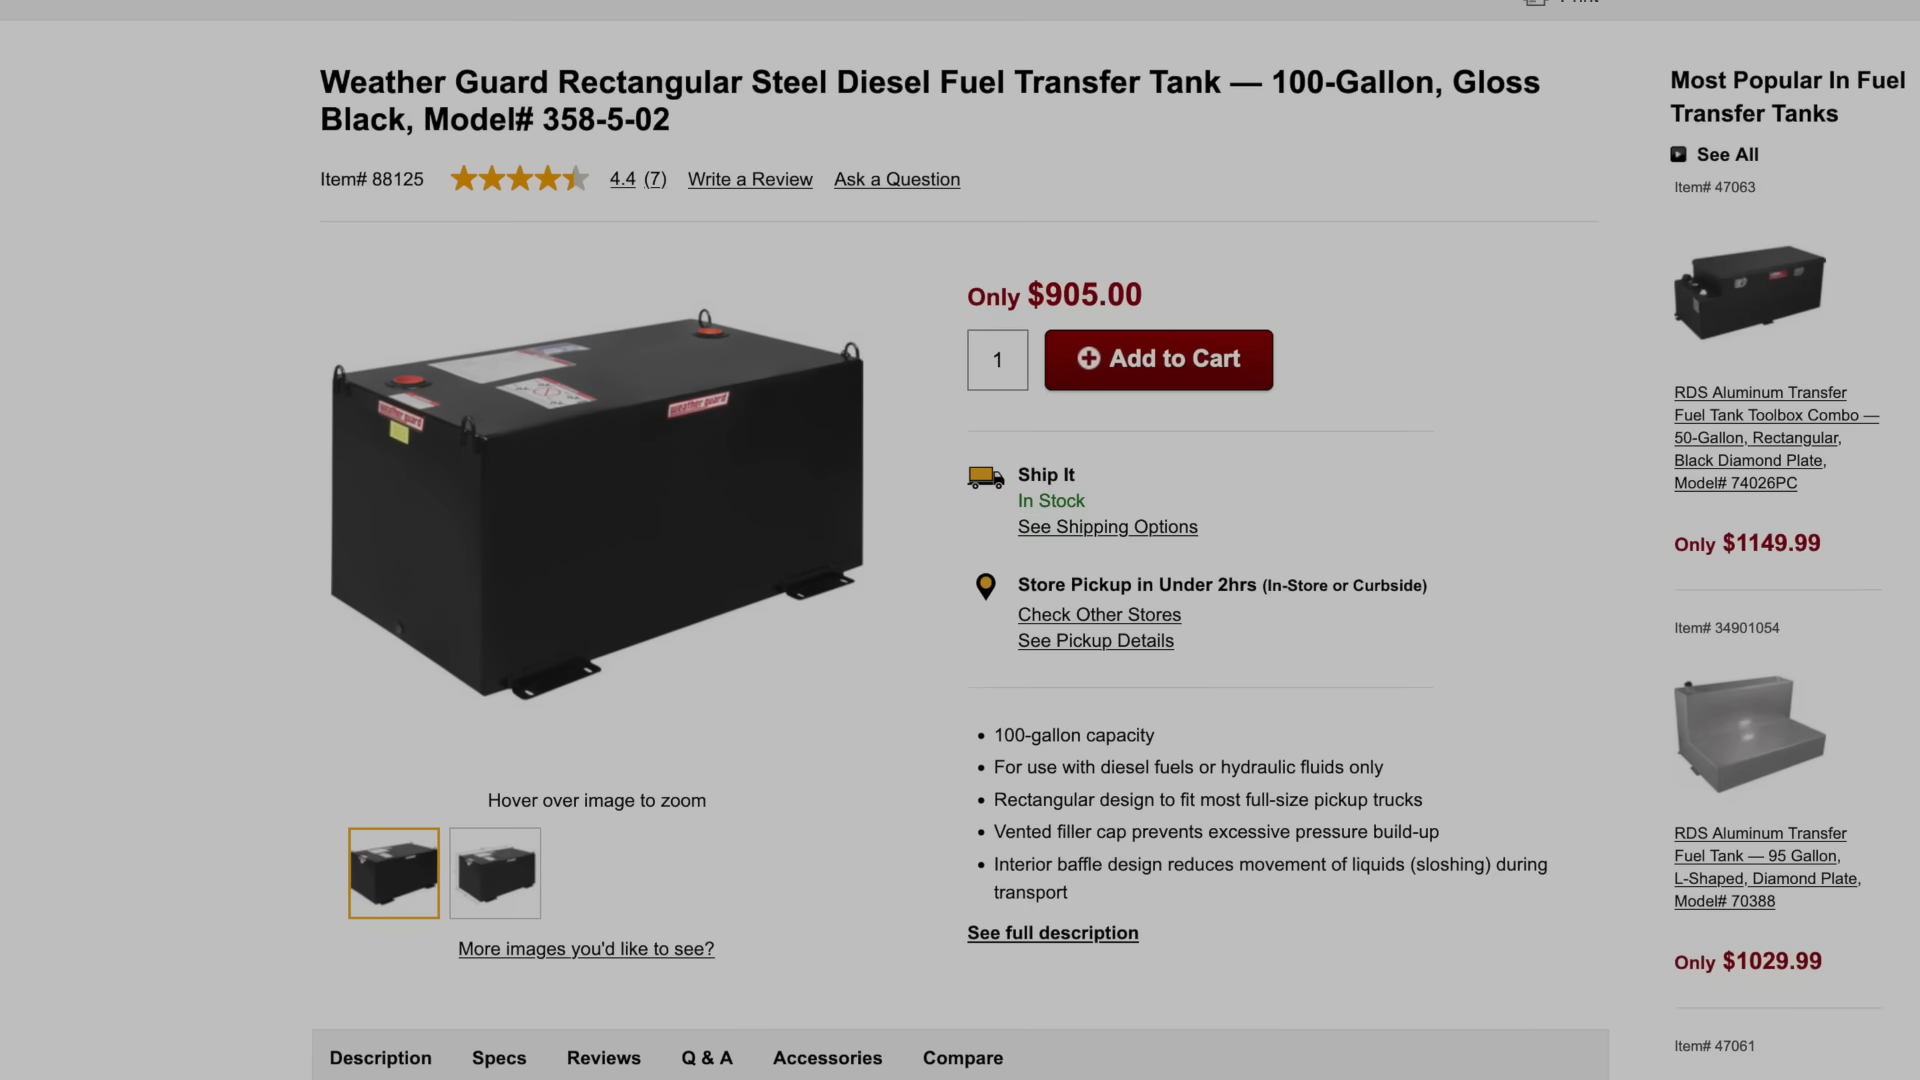 Weather Guard Rectangular Steel Diesel Fuel Transfer Tank — 100-Gallon, Gloss
Black, Model# 358-5-02
Item# 88125 4.4 (7) Write a Review Ask a Question
weather guard
weather guard
Only $905.00
1 Add to Cart
Ship It
In Stock
See Shipping Options
Store Pickup in Under 2hrs (In-Store or Curbside)
Check Other Stores
See Pickup Details
100-gallon capacity
For use with diesel fuels or hydraulic fluids only
Rectangular design to fit most full-size pickup trucks
Vented filler cap prevents excessive pressure build-up
Interior baffle design reduces movement of liquids (sloshing) during
transport
See full description
Hover over image to zoom
More images you'd like to see?
Description Specs Reviews Q & A Accessories Compare
Most Popular In Fuel
Transfer Tanks
See All
Item# 47063
RDS Aluminum Transfer
Fuel Tank Toolbox Combo —
50-Gallon, Rectangular,
Black Diamond Plate,
Model# 74026PC
Only $1149.99
Item# 34901054
RDS Aluminum Transfer
Fuel Tank — 95 Gallon,
L-Shaped, Diamond Plate,
Model# 70388
Only $1029.99
Item# 47061